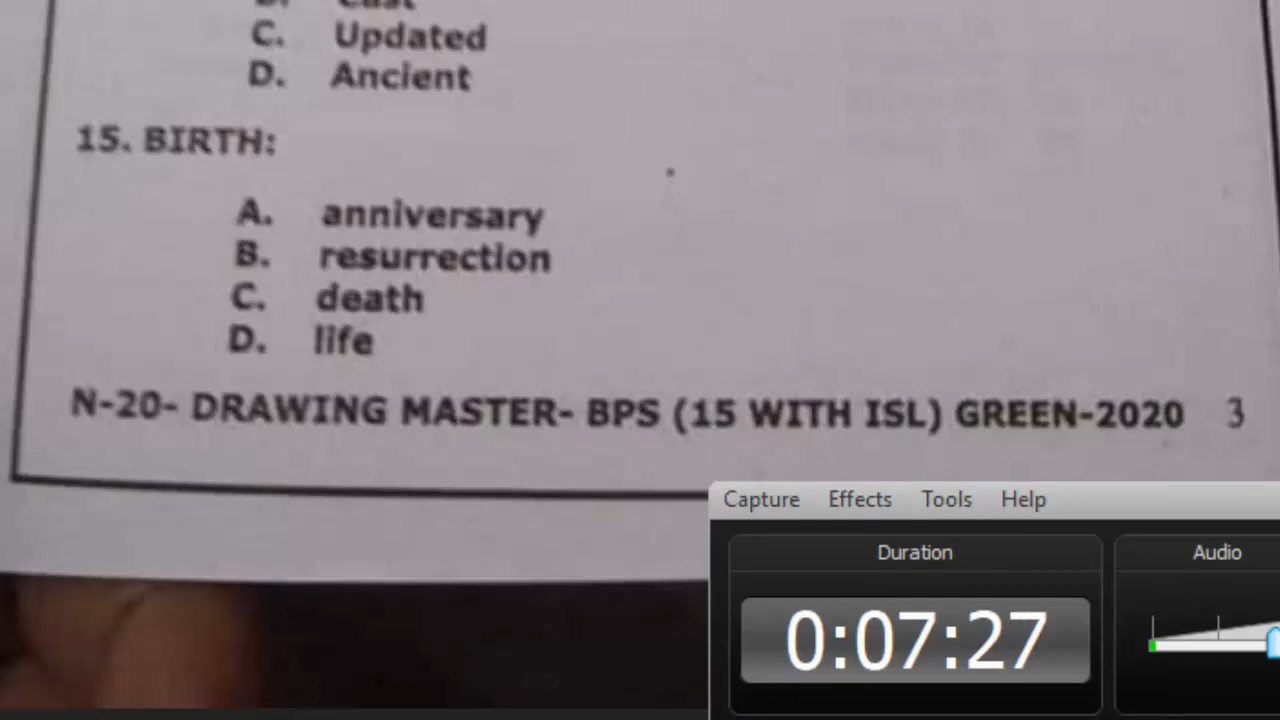 C. Updated
D. Ancient
15. BIRTH:
A. anniversary
B. resurrection
C. death
D. life
N-20- DRAWING MASTER- BPS (15 WITH ISL) GREEN-2020 3
Capture Effects Tools Help
Duration Audio
0:07:27